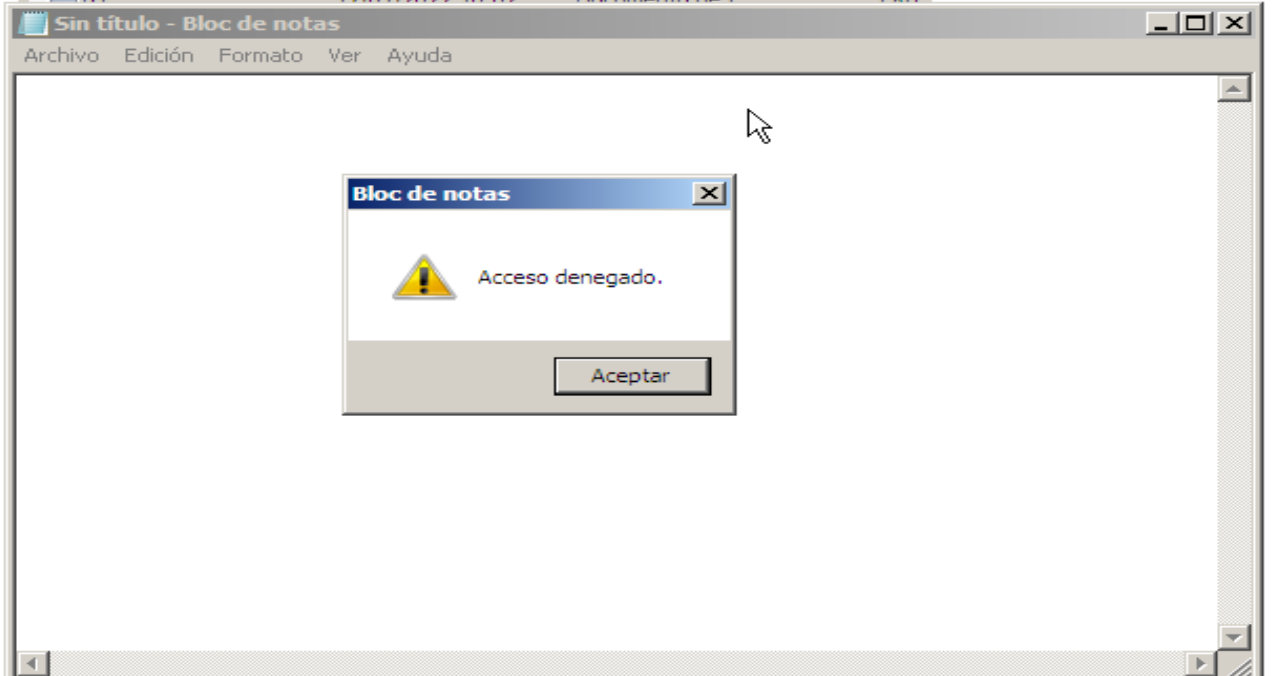 Sin título - Bloc de notas
Archivo Edición Formato Ver Ayuda
Bloc de notas
Acceso denegado.
Aceptar